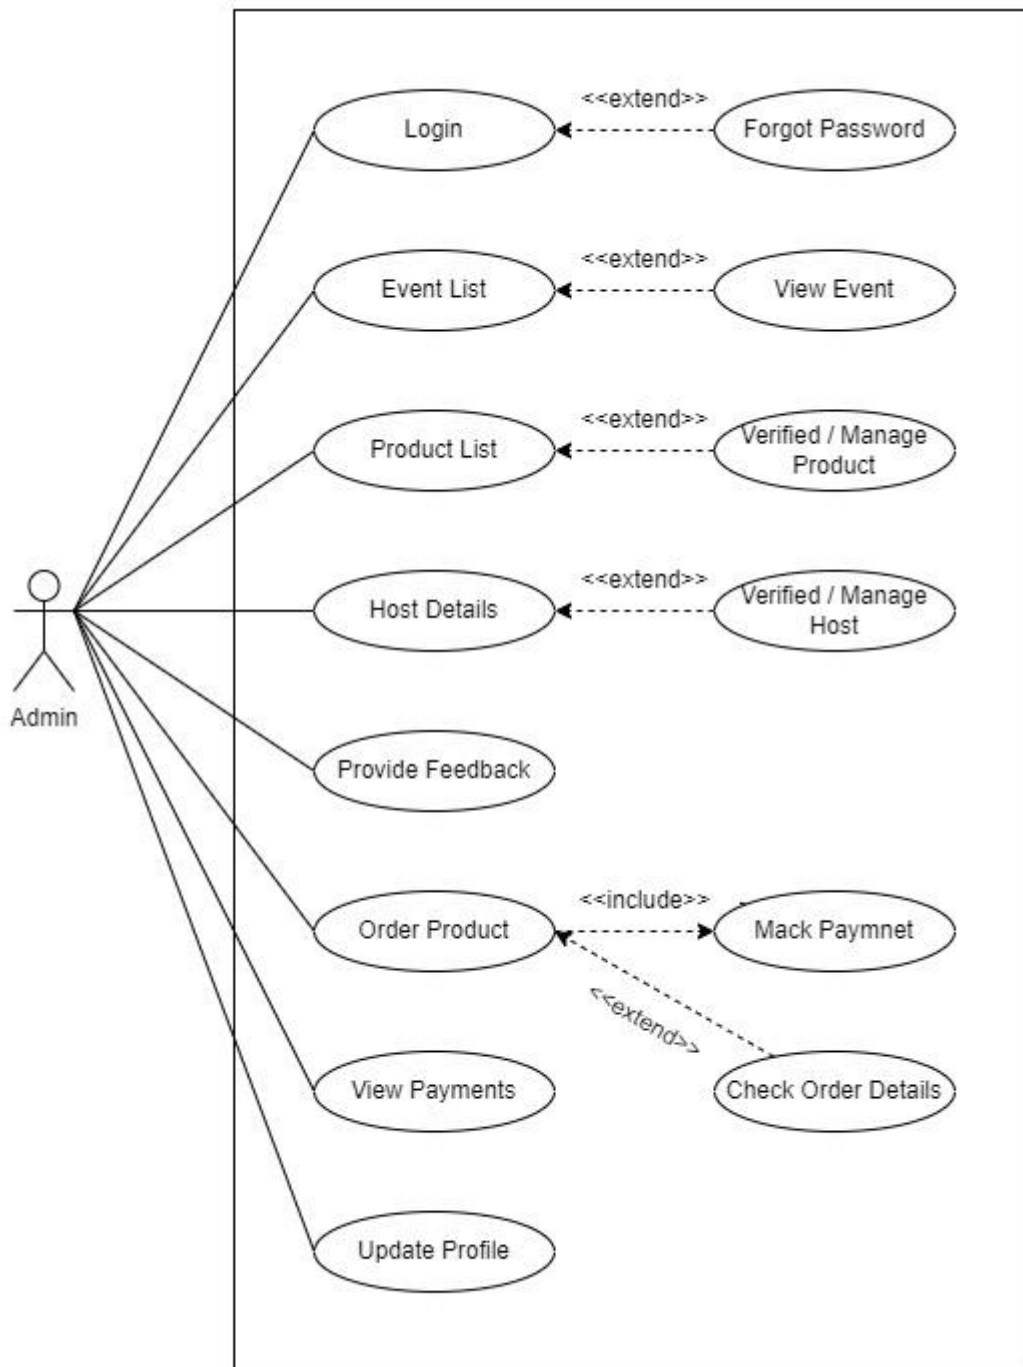 <<extend>>
Login
Forgot Password
<<extend>>
Event List
View Event
<<extend>>
Product List
Verified / Manage
Product
<<extend>>
Host Details
Verified / Manage
Host
Admin
Provide Feedback
<<include>>
Order Product
Mack Paymnet
<<extend>>
View Payments
Check Order Details
Update Profile